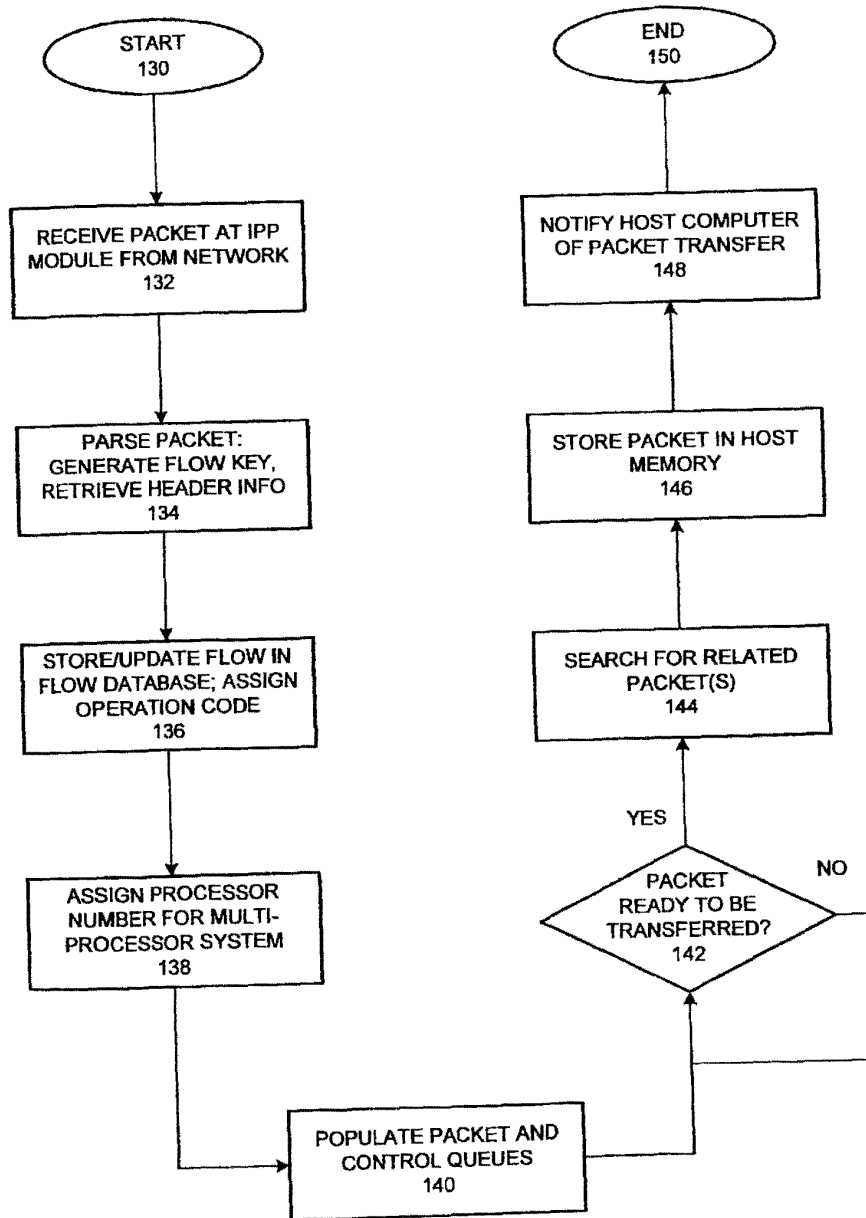 START
130
RECEIVE PACKET AT IPP
MODULE FROM NETWORK
132
PARSE PACKET:
GENERATE FLOW KEY,
RETRIEVE HEADER INFO
134
STORE/UPDATE FLOW IN
FLOW DATABASE; ASSIGN
OPERATION CODE
136
ASSIGN PROCESSOR
NUMBER FOR MULTI-
PROCESSOR SYSTEM
138
POPULATE PACKET AND
CONTROL QUEUES
140
PACKET
READY TO BE
TRANSFERRED?
142
YES
NO
SEARCH FOR RELATED
PACKET(S)
144
STORE PACKET IN HOST
MEMORY
146
NOTIFY HOST COMPUTER
OF PACKET TRANSFER
148
END
150